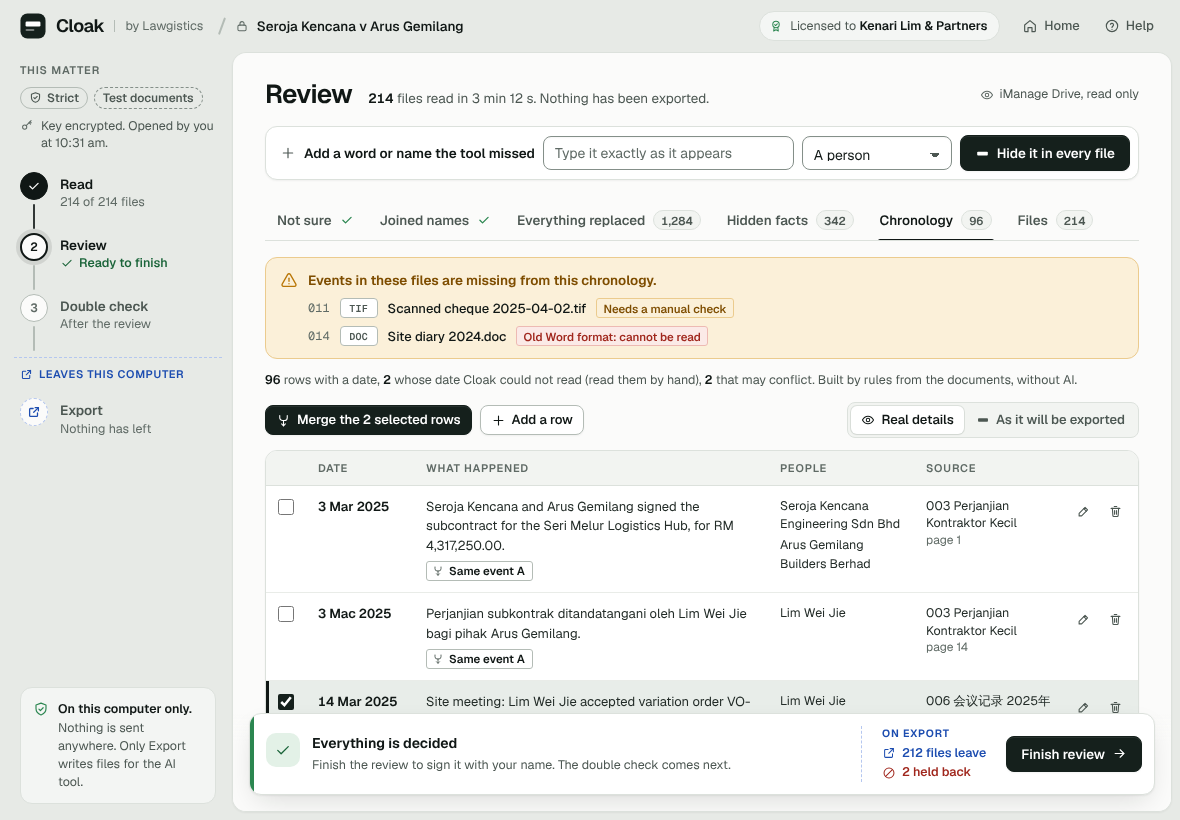 Cloak
by Lawgistics
/
Seroja Kencana v Arus Gemilang
Licensed to Kenari Lim & Partners
Home
Help
THIS MATTER
Strict
Test documents
Key encrypted. Opened by you
at 10:31 am.
Read
214 of 214 files
2
Review
Ready to finish
3
Double check
After the review
LEAVES THIS COMPUTER
Export
Nothing has left
On this computer only.
Nothing is sent
anywhere. Only Export
writes files for the AI
tool.
Review
214 files read in 3 min 12 s. Nothing has been exported.
iManage Drive, read only
Add a word or name the tool missed
Type it exactly as it appears
A person
Hide it in every file
Not sure
Joined names
Everything replaced 1,284
Hidden facts 342
Chronology 96
Files 214
Events in these files are missing from this chronology.
011 TIF Scanned cheque 2025-04-02.tif Needs a manual check
014 DOC Site diary 2024.doc Old Word format: cannot be read
96 rows with a date, 2 whose date Cloak could not read (read them by hand), 2 that may conflict. Built by rules from the documents, without AI.
Merge the 2 selected rows
Add a row
Real details
As it will be exported
DATE
WHAT HAPPENED
PEOPLE
SOURCE
3 Mar 2025
Seroja Kencana and Arus Gemilang signed the
subcontract for the Seri Melur Logistics Hub, for RM
4,317,250.00.
Same event A
Seroja Kencana
Engineering Sdn Bhd
Arus Gemilang
Builders Berhad
003 Perjanjian
Kontraktor Kecil
page 1
3 Mac 2025
Perjanjian subkontrak ditandatangani oleh Lim Wei Jie
bagi pihak Arus Gemilang.
Same event A
Lim Wei Jie
003 Perjanjian
Kontraktor Kecil
page 14
14 Mar 2025
Site meeting: Lim Wei Jie accepted variation order VO-
Lim Wei Jie
006 会议记录 2025年
Everything is decided
Finish the review to sign it with your name. The double check comes next.
ON EXPORT
212 files leave
2 held back
Finish review